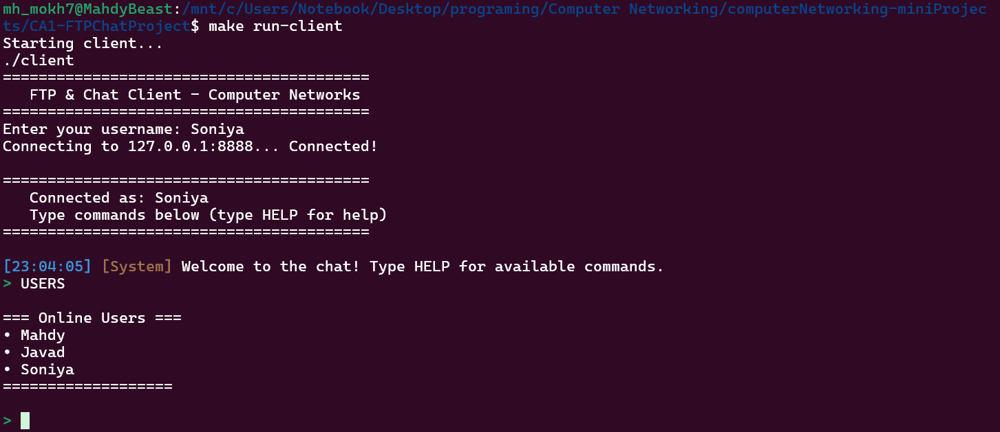 mh_mokh7@MahdyBeast:/mnt/c/Users/Notebook/Desktop/programing/Computer Networking/computerNetworking-miniProjec
ts/CA1-FTPChatProject$ make run-client
Starting client...
./client
=========================================
   FTP & Chat Client - Computer Networks
=========================================
Enter your username: Soniya
Connecting to 127.0.0.1:8888... Connected!

=========================================
   Connected as: Soniya
   Type commands below (type HELP for help)
=========================================

[23:04:05] [System] Welcome to the chat! Type HELP for available commands.
> USERS

=== Online Users ===
• Mahdy
• Javad
• Soniya
===================

>